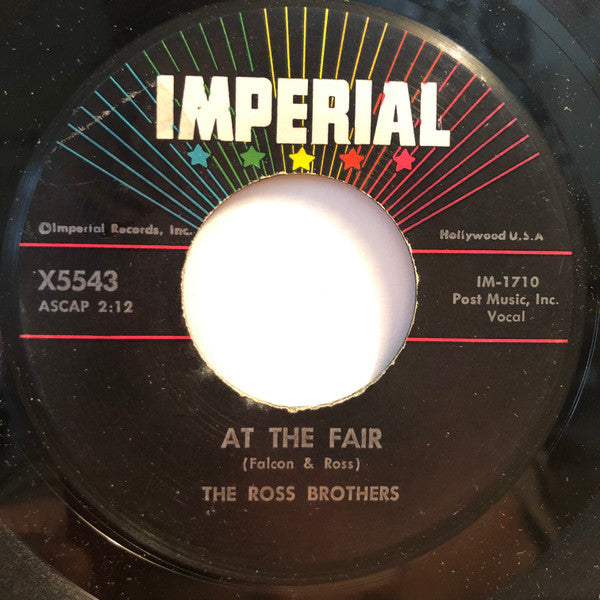 IMPERIAL
©Imperial Records, Inc.
Hollywood U.S.A
X5543
ASCAP 2:12
IM-1710
Post Music, Inc.
Vocal
AT THE FAIR
(Falcon & Ross)
THE ROSS BROTHERS